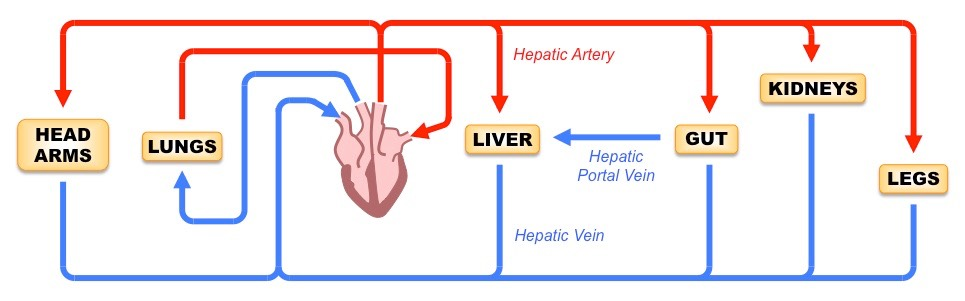 HEAD
ARMS
LUNGS
LIVER
Hepatic Artery
GUT
Hepatic
Portal Vein
KIDNEYS
LEGS
Hepatic Vein